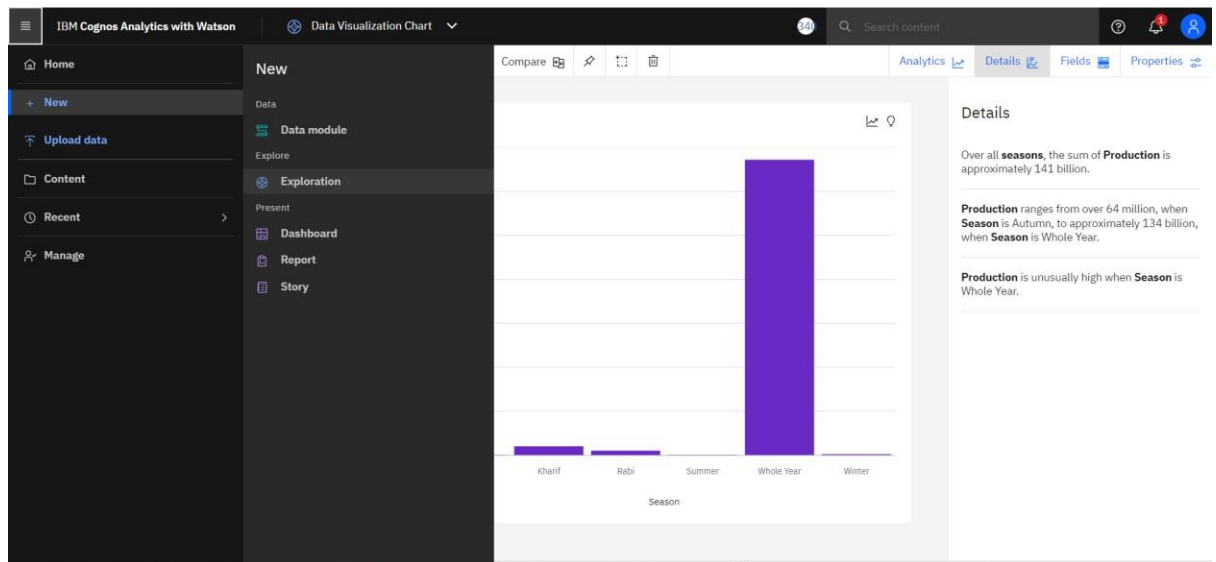 IBM Cognos Analytics with Watson
Data Visualization Chart
Search content
1
Home
New
Upload data
Content
Recent
Manage
New
Data
Data module
Explore
Exploration
Present
Dashboard
Report
Story
Compare
Analytics
Details
Fields
Properties
Kharif
Rabi
Summer
Whole Year
Winter
Season
Details
Over all seasons, the sum of Production is
approximately 141 billion.
Production ranges from over 64 million, when
Season is Autumn, to approximately 134 billion,
when Season is Whole Year.
Production is unusually high when Season is
Whole Year.